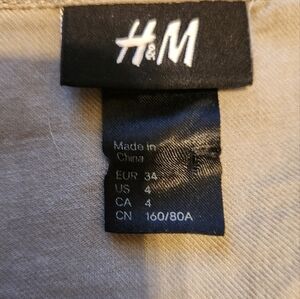 H&M
Made in
China
EUR 34
US 4
CA 4
CN 160/80A